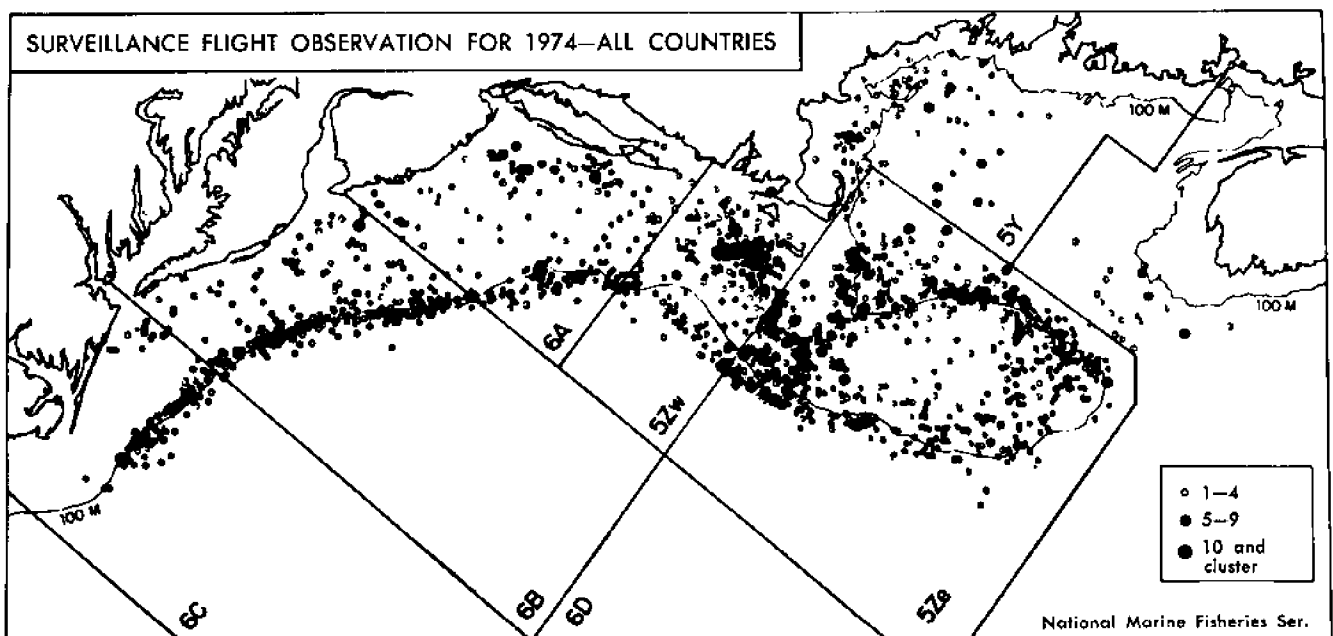 SURVEILLANCE FLIGHT OBSERVATION FOR 1974—ALL COUNTRIES
100 M
5Y
100 M
6A
5Zw
1—4
5—9
10 and
cluster
100 M
6C
6B
6D
5Ze
National Marine Fisheries Ser.